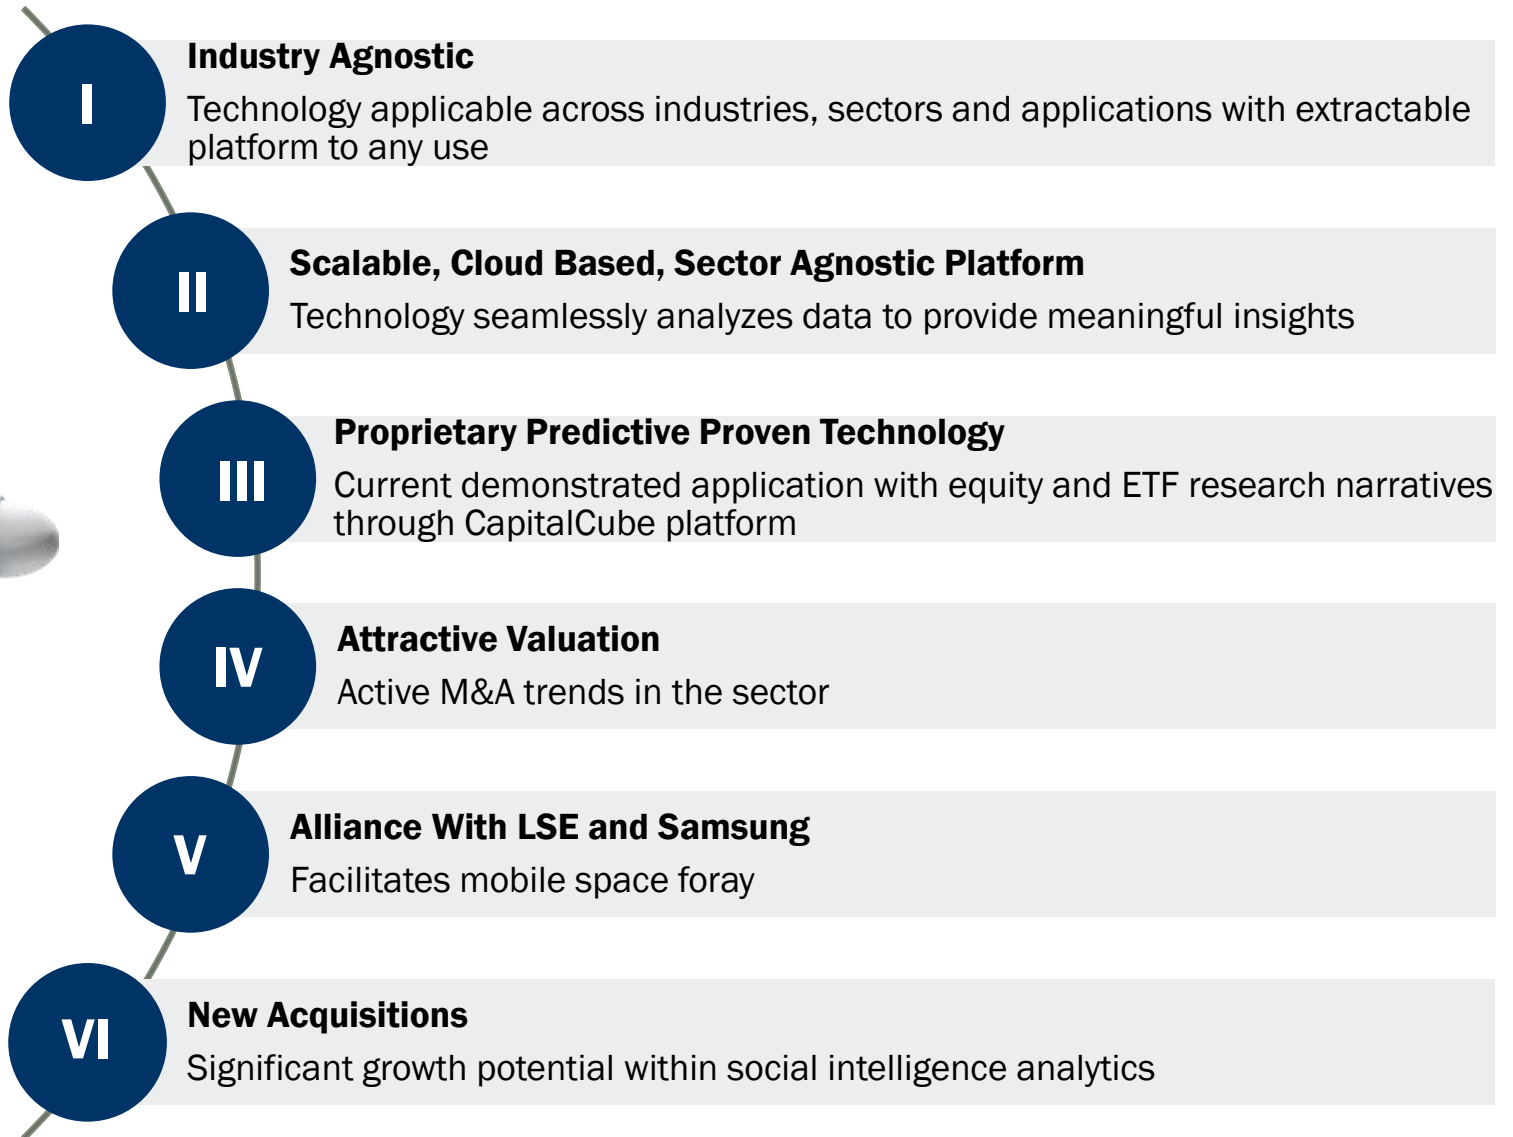 I
Industry Agnostic
Technology applicable across industries, sectors and applications with extractable
platform to any use
II
Scalable, Cloud Based, Sector Agnostic Platform
Technology seamlessly analyzes data to provide meaningful insights
III
Proprietary Predictive Proven Technology
Current demonstrated application with equity and ETF research narratives
through CapitalCube platform
IV
Attractive Valuation
Active M&A trends in the sector
V
Alliance With LSE and Samsung
Facilitates mobile space foray
VI
New Acquisitions
Significant growth potential within social intelligence analytics